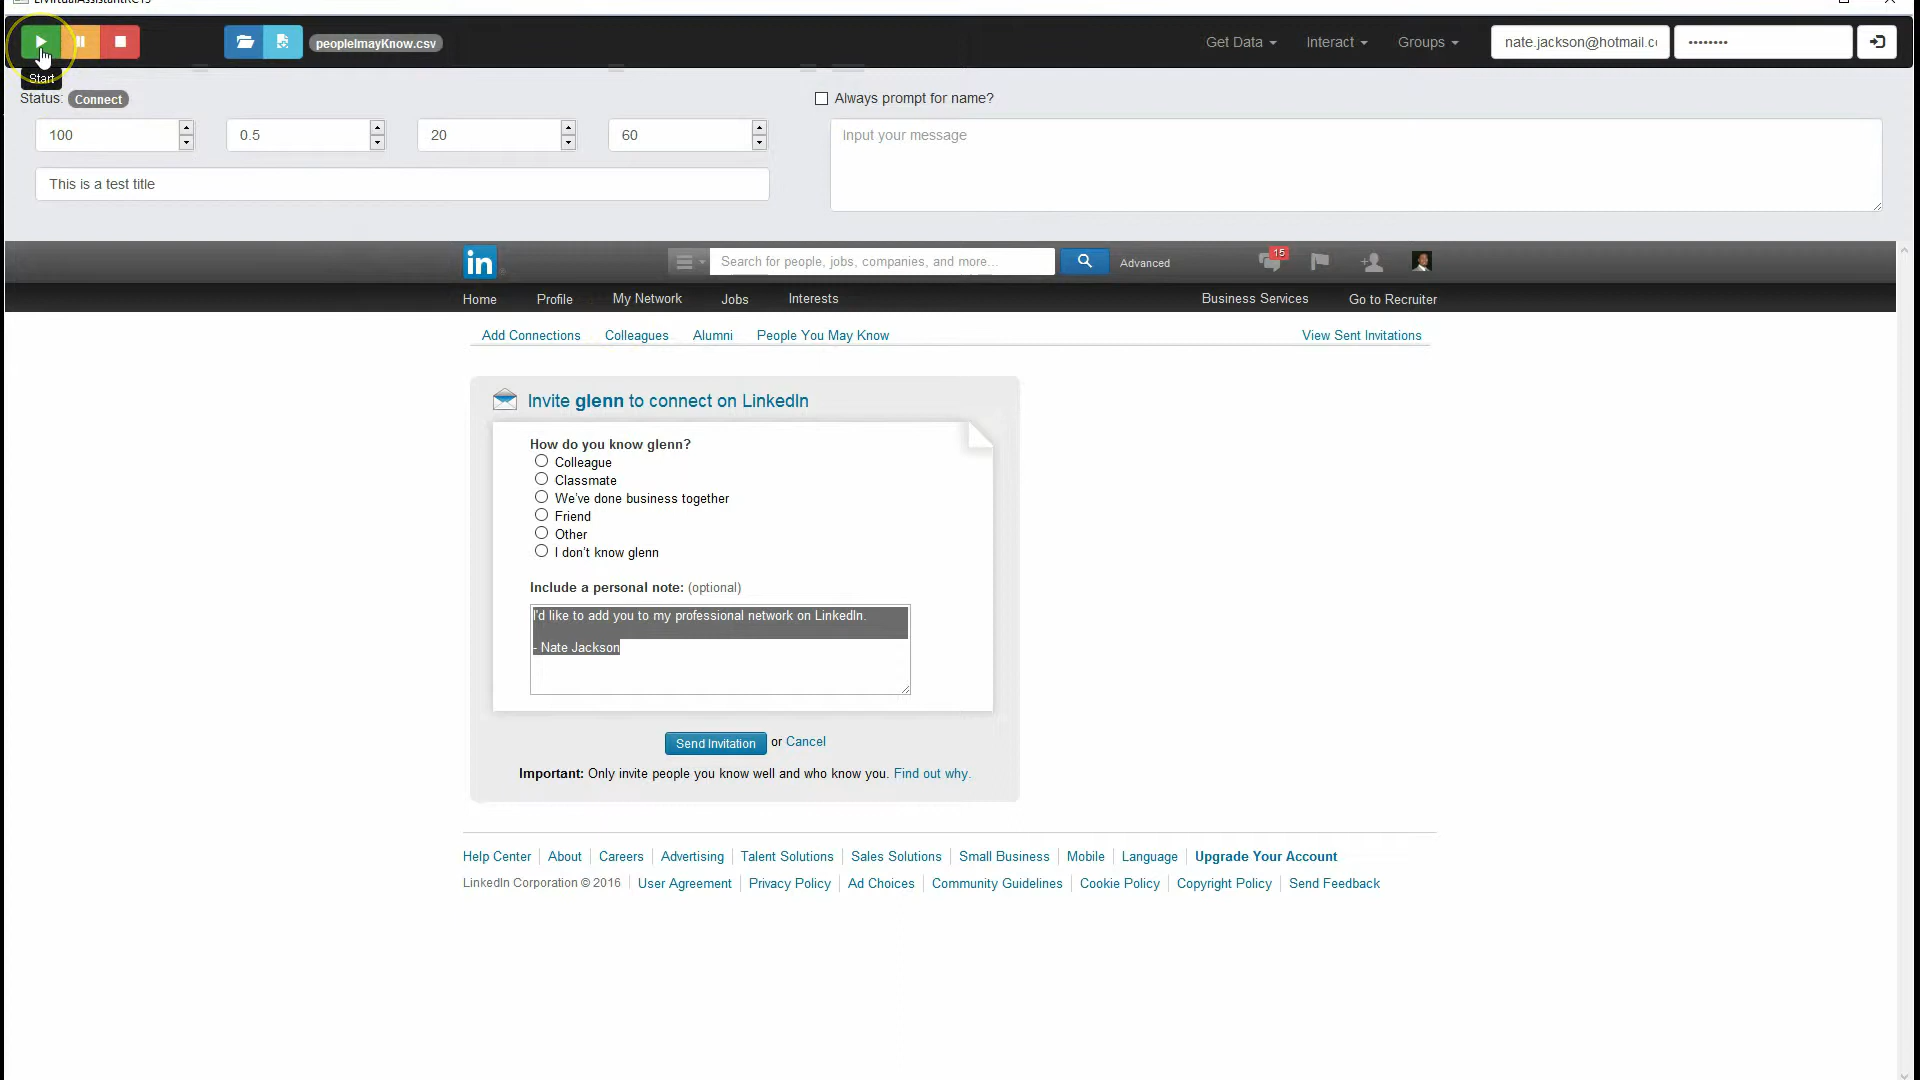 peopleImayKnow.csv
Get Data
Interact
Groups
nate.jackson@hotmail.c
••••••••
Start
Status: Connect
Always prompt for name?
100
0.5
20
60
Input your message
This is a test title
in
Search for people, jobs, companies, and more...
Advanced
15
Home
Profile
My Network
Jobs
Interests
Business Services
Go to Recruiter
Add Connections
Colleagues
Alumni
People You May Know
View Sent Invitations
Invite glenn to connect on LinkedIn
How do you know glenn?
Colleague
Classmate
We've done business together
Friend
Other
I don't know glenn
Include a personal note: (optional)
I'd like to add you to my professional network on LinkedIn.
- Nate Jackson
Send Invitation or Cancel
Important: Only invite people you know well and who know you. Find out why.
Help Center
About
Careers
Advertising
Talent Solutions
Sales Solutions
Small Business
Mobile
Language
Upgrade Your Account
LinkedIn Corporation © 2016
User Agreement
Privacy Policy
Ad Choices
Community Guidelines
Cookie Policy
Copyright Policy
Send Feedback